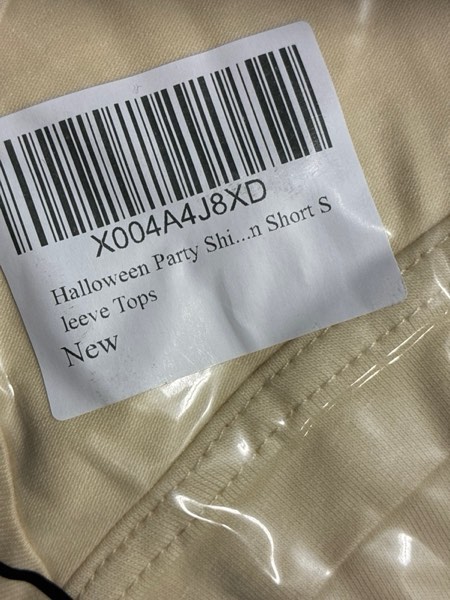 X004A4J8XD
Halloween Party Shi...n Short S
leeve Tops
New